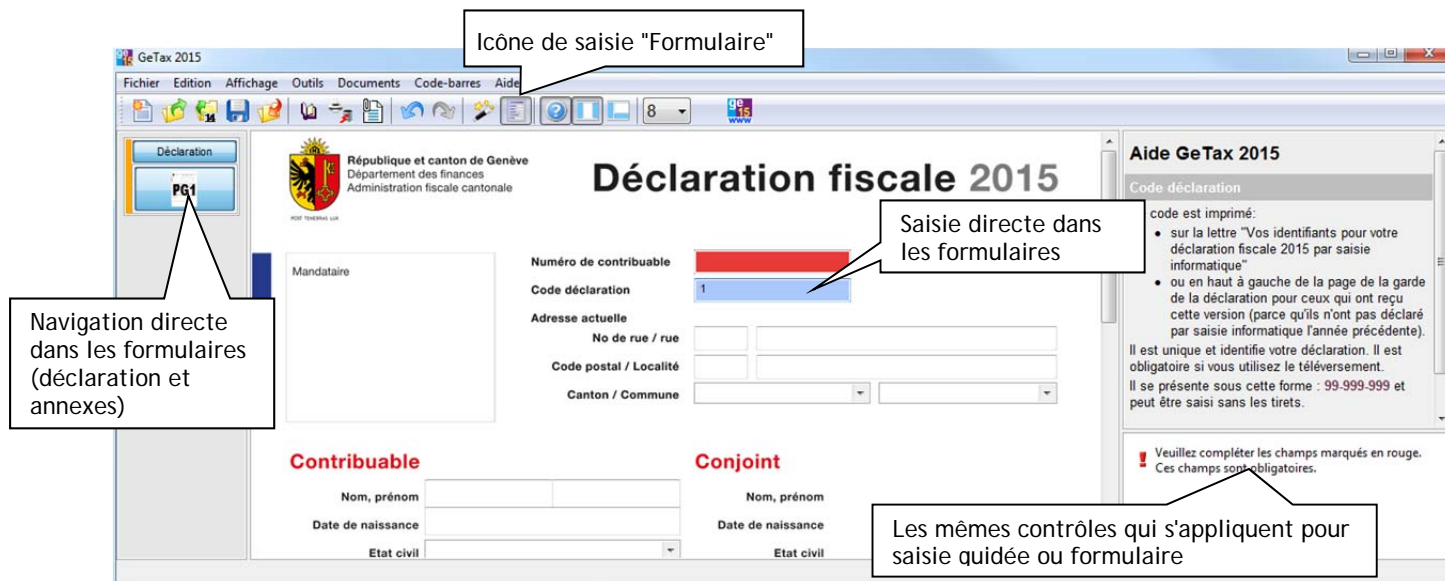 Icône de saisie "Formulaire"
GeTax 2015
Fichier Edition Affichage Outils Documents Code-barres Aide
14
8
ge
15
www
Déclaration
PG1
République et canton de Genève
Département des finances
Administration fiscale cantonale
POST TENEBRAS LUX
Déclaration fiscale 2015
Mandataire
Numéro de contribuable
Code déclaration
1
Adresse actuelle
No de rue / rue
Code postal / Localité
Canton / Commune
Saisie directe dans
les formulaires
Navigation directe
dans les formulaires
(déclaration et
annexes)
Contribuable
Nom, prénom
Date de naissance
Etat civil
Conjoint
Nom, prénom
Date de naissance
Etat civil
Aide GeTax 2015
Code déclaration
code est imprimé:
• sur la lettre "Vos identifiants pour votre
déclaration fiscale 2015 par saisie
informatique"
• ou en haut à gauche de la page de la garde
de la déclaration pour ceux qui ont reçu
cette version (parce qu'ils n'ont pas déclaré
par saisie informatique l'année précédente).
Il est unique et identifie votre déclaration. Il est
obligatoire si vous utilisez le téléversement.
Il se présente sous cette forme : 99-999-999 et
peut être saisi sans les tirets.
Veuillez compléter les champs marqués en rouge.
Ces champs sont obligatoires.
Les mêmes contrôles qui s'appliquent pour
saisie guidée ou formulaire